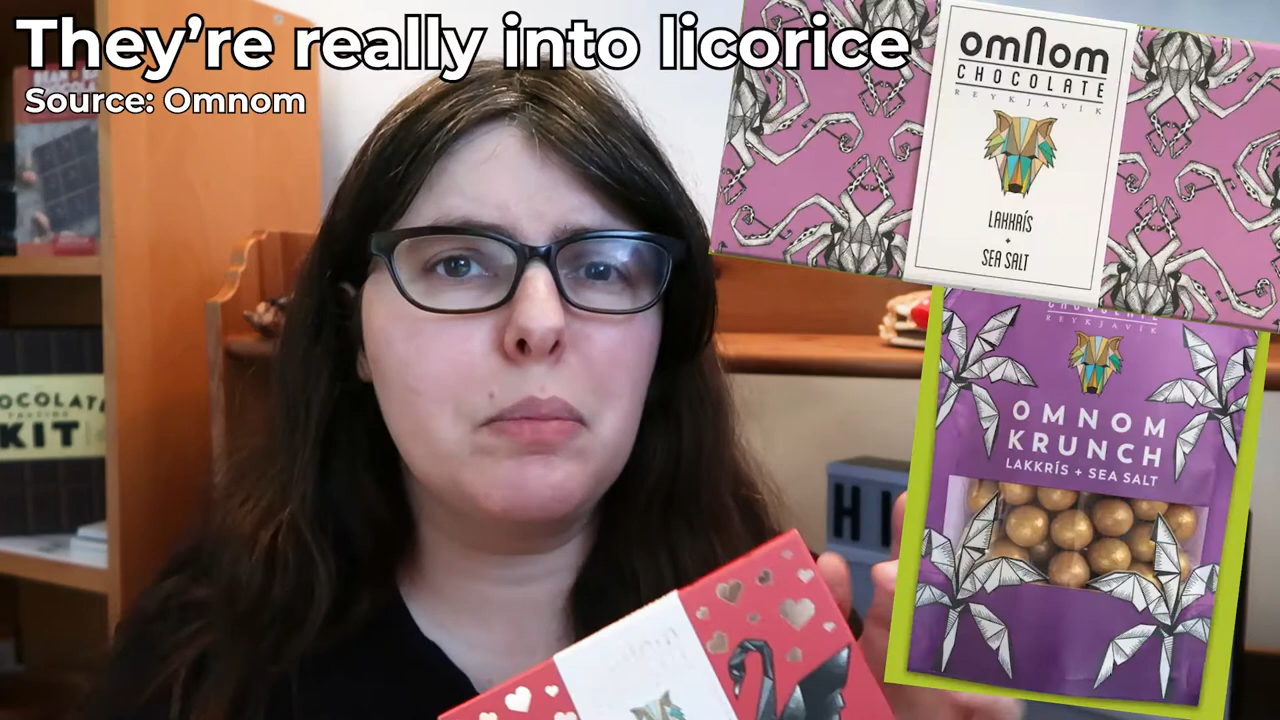 They're really into licorice
Source: Omnom
omnom
CHOCOLATE
REYKJAVÍK
LAKKRÍS
+
SEA SALT
CHOCOLATE
REYKJAVÍK
OMNOM
KRUNCH
LAKKRÍS + SEA SALT
KIT
HI